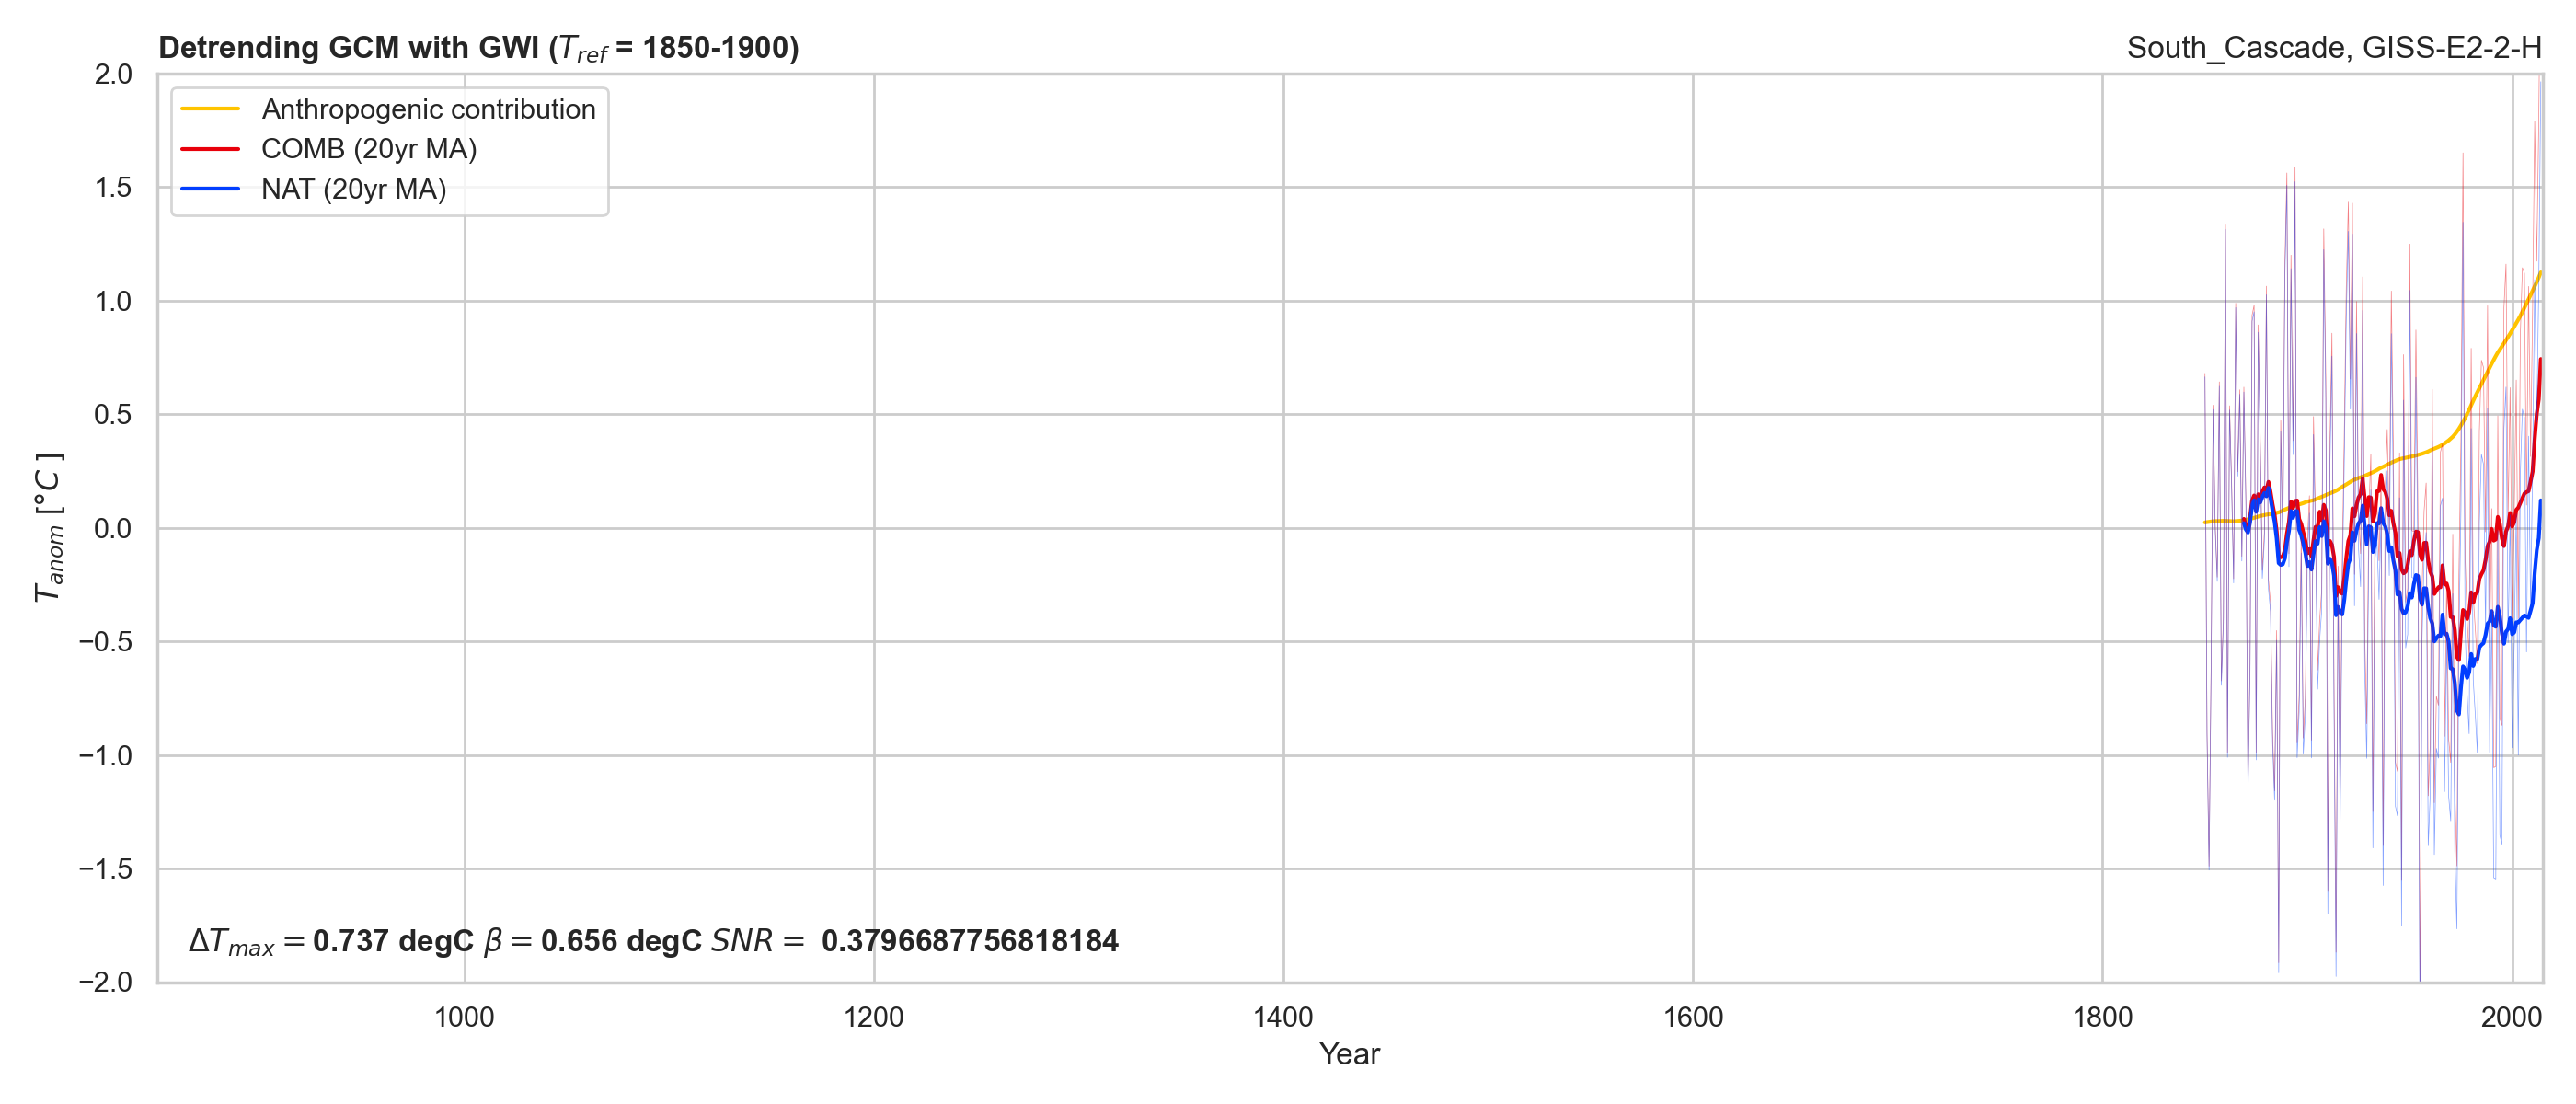 Detrending GCM with GWI (T_ref = 1850-1900)
South_Cascade, GISS-E2-2-H
Anthropogenic contribution
COMB (20yr MA)
NAT (20yr MA)
2.0
1.5
1.0
0.5
0.0
−0.5
−1.0
−1.5
−2.0
T_anom [°C ]
ΔT_max = 0.737 degC β = 0.656 degC SNR = 0.3796687756818184
1000 1200 1400 1600 1800 2000
Year